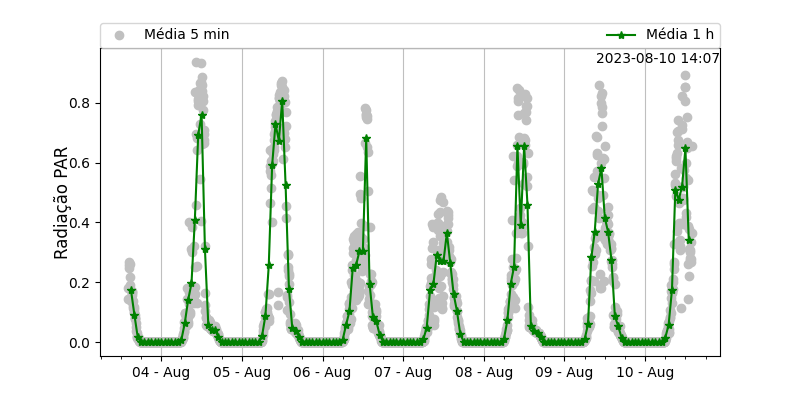 Média 5 min
Média 1 h
2023-08-10 14:07
Radiação PAR
0.8
0.6
0.4
0.2
0.0
04 - Aug
05 - Aug
06 - Aug
07 - Aug
08 - Aug
09 - Aug
10 - Aug